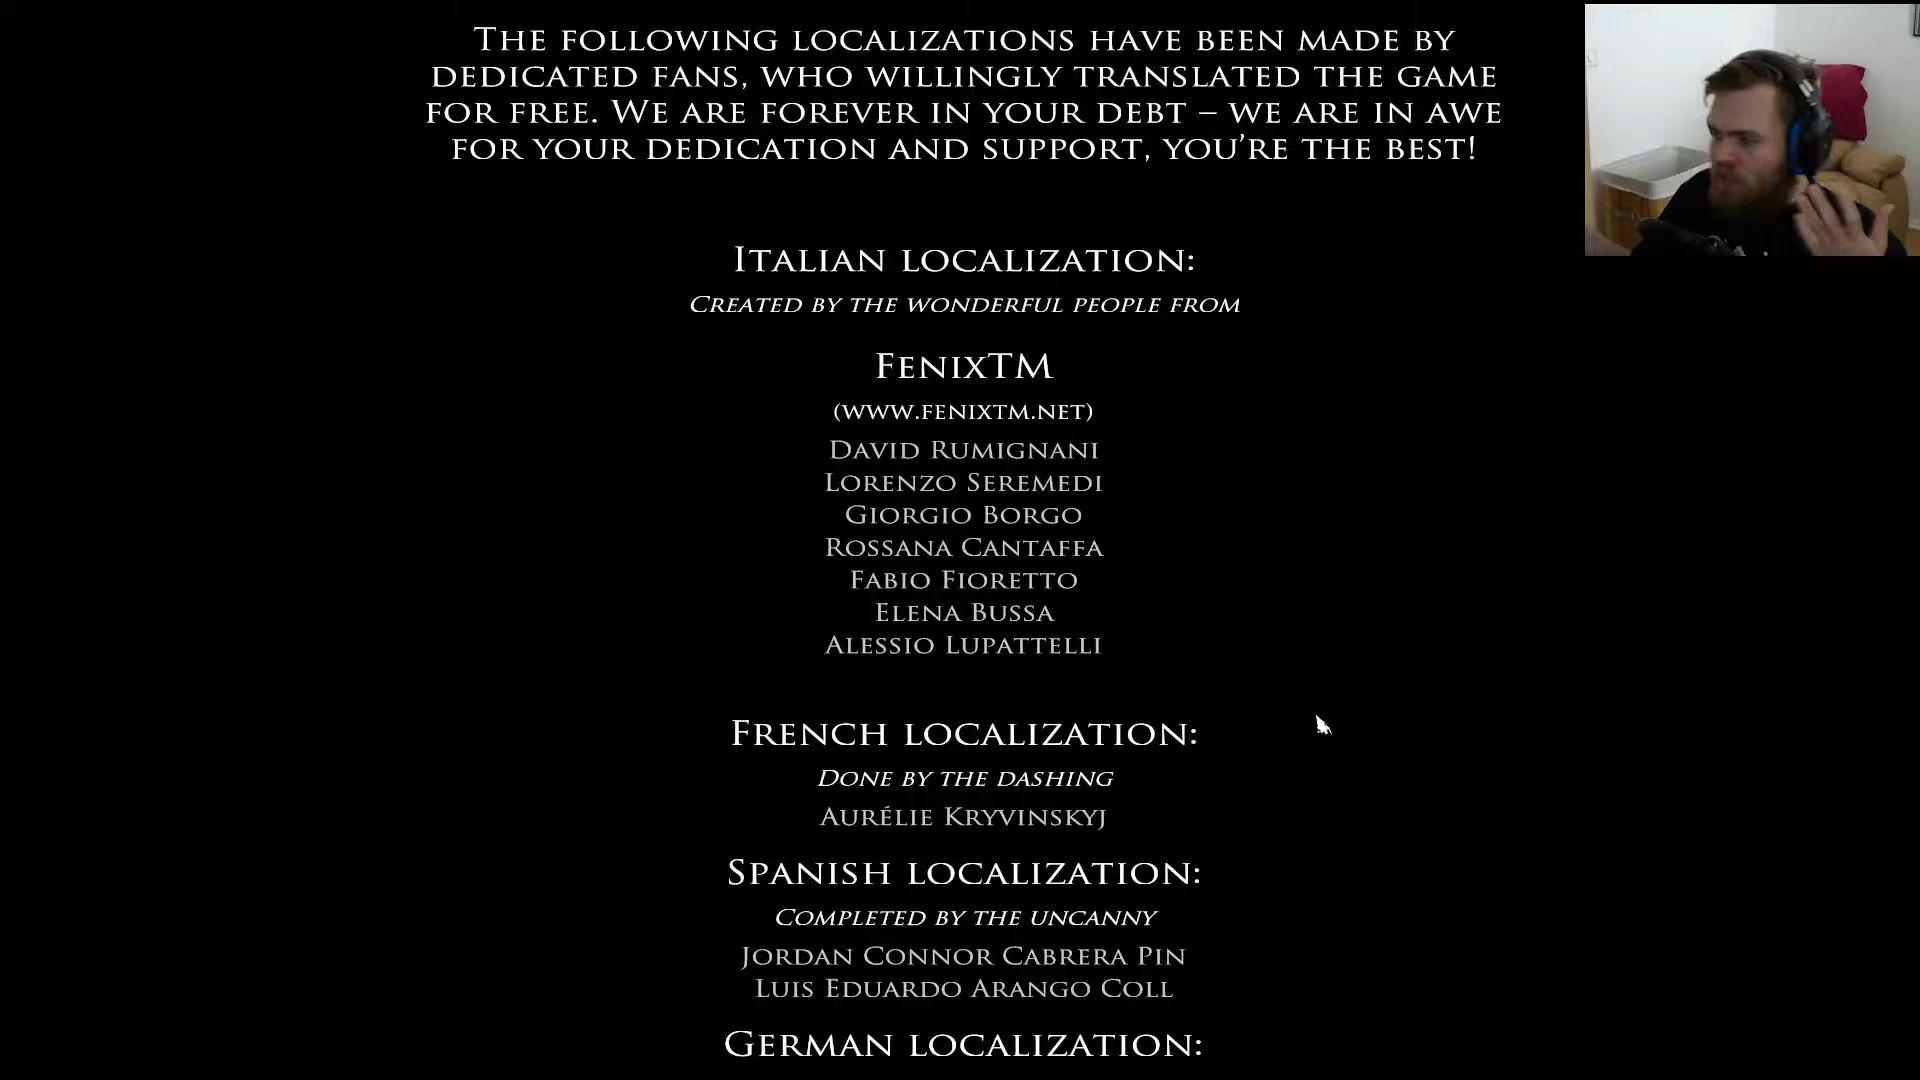 The following localizations have been made by
dedicated fans, who willingly translated the game
for free. We are forever in your debt – we are in awe
for your dedication and support, you're the best!
Italian localization:
Created by the wonderful people from
FenixTM
(www.fenixtm.net)
David Rumignani
Lorenzo Seremedi
Giorgio Borgo
Rossana Cantaffa
Fabio Fioretto
Elena Bussa
Alessio Lupattelli
French localization:
Done by the dashing
Aurélie Kryvinskyj
Spanish localization:
Completed by the uncanny
Jordan Connor Cabrera Pin
Luis Eduardo Arango Coll
German localization: